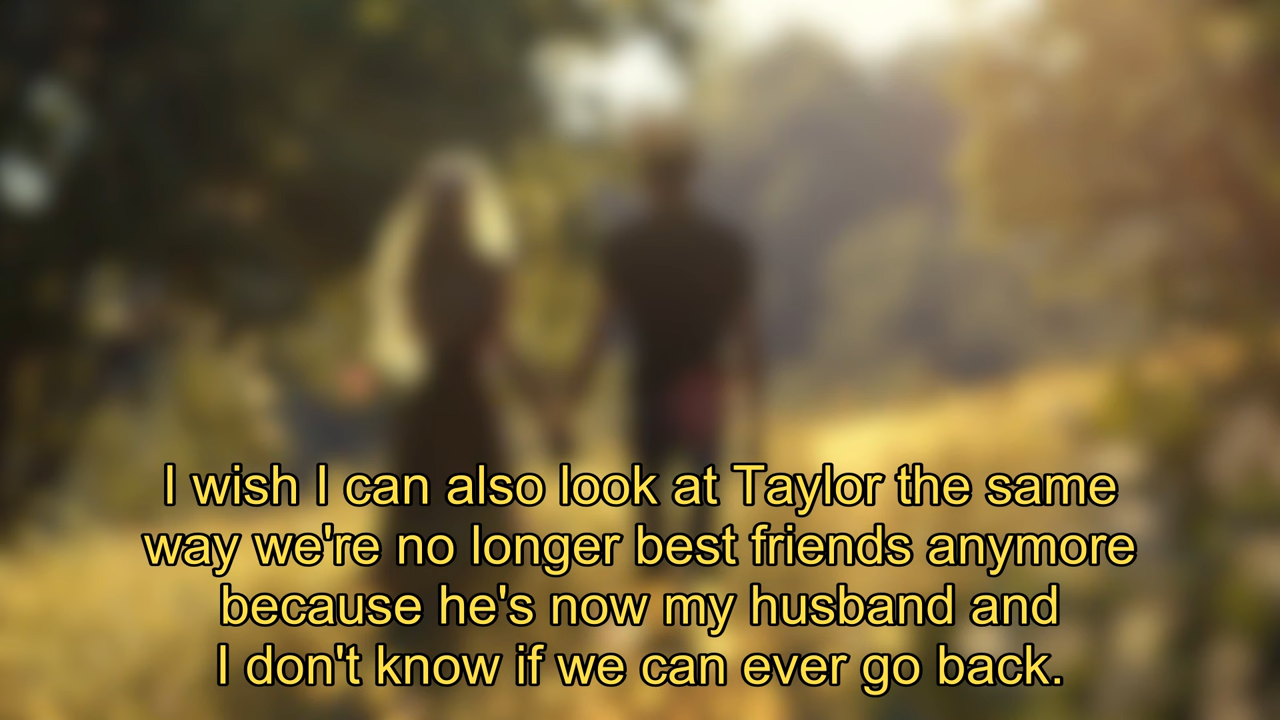 I wish I can also look at Taylor the same
way we're no longer best friends anymore
because he's now my husband and
I don't know if we can ever go back.